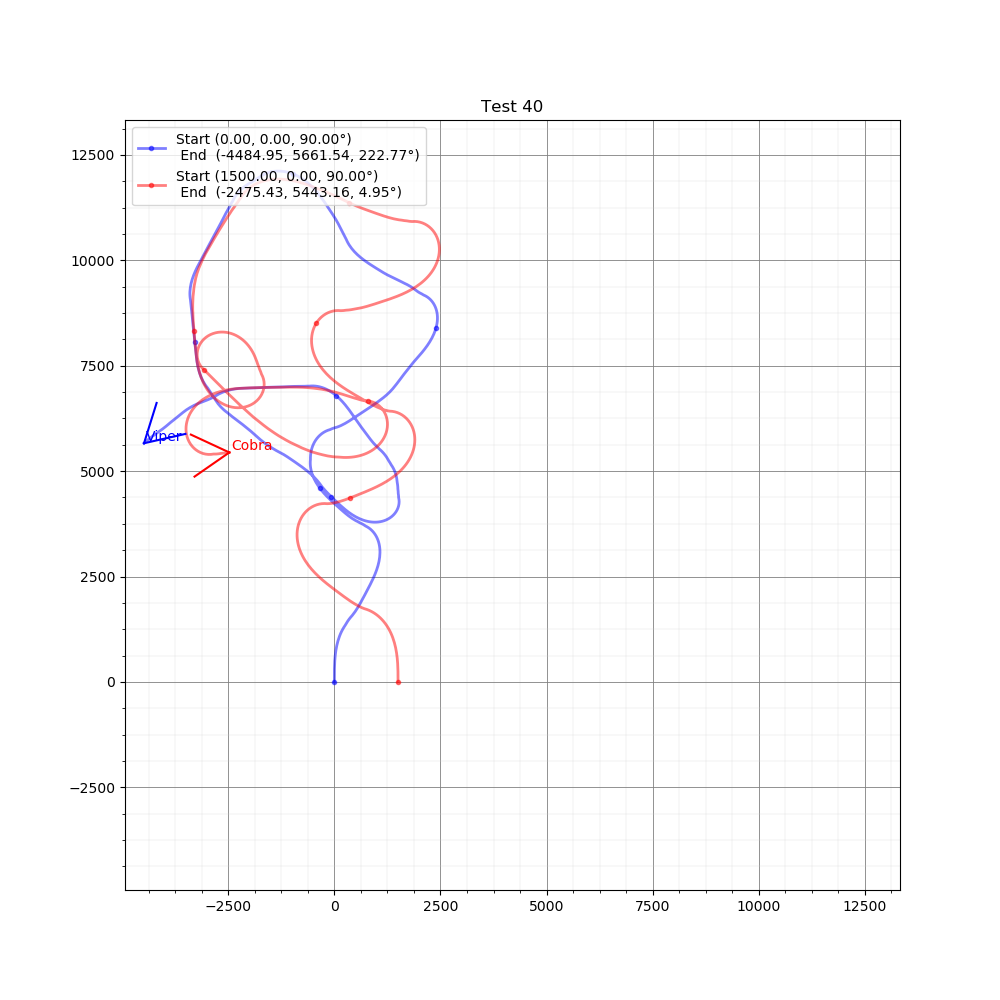 Test 40
Start (0.00, 0.00, 90.00°)
End  (-4484.95, 5661.54, 222.77°)
Start (1500.00, 0.00, 90.00°)
End  (-2475.43, 5443.16, 4.95°)
12500
10000
7500
5000
2500
0
−2500
Viper
Cobra
−2500
0
2500
5000
7500
10000
12500